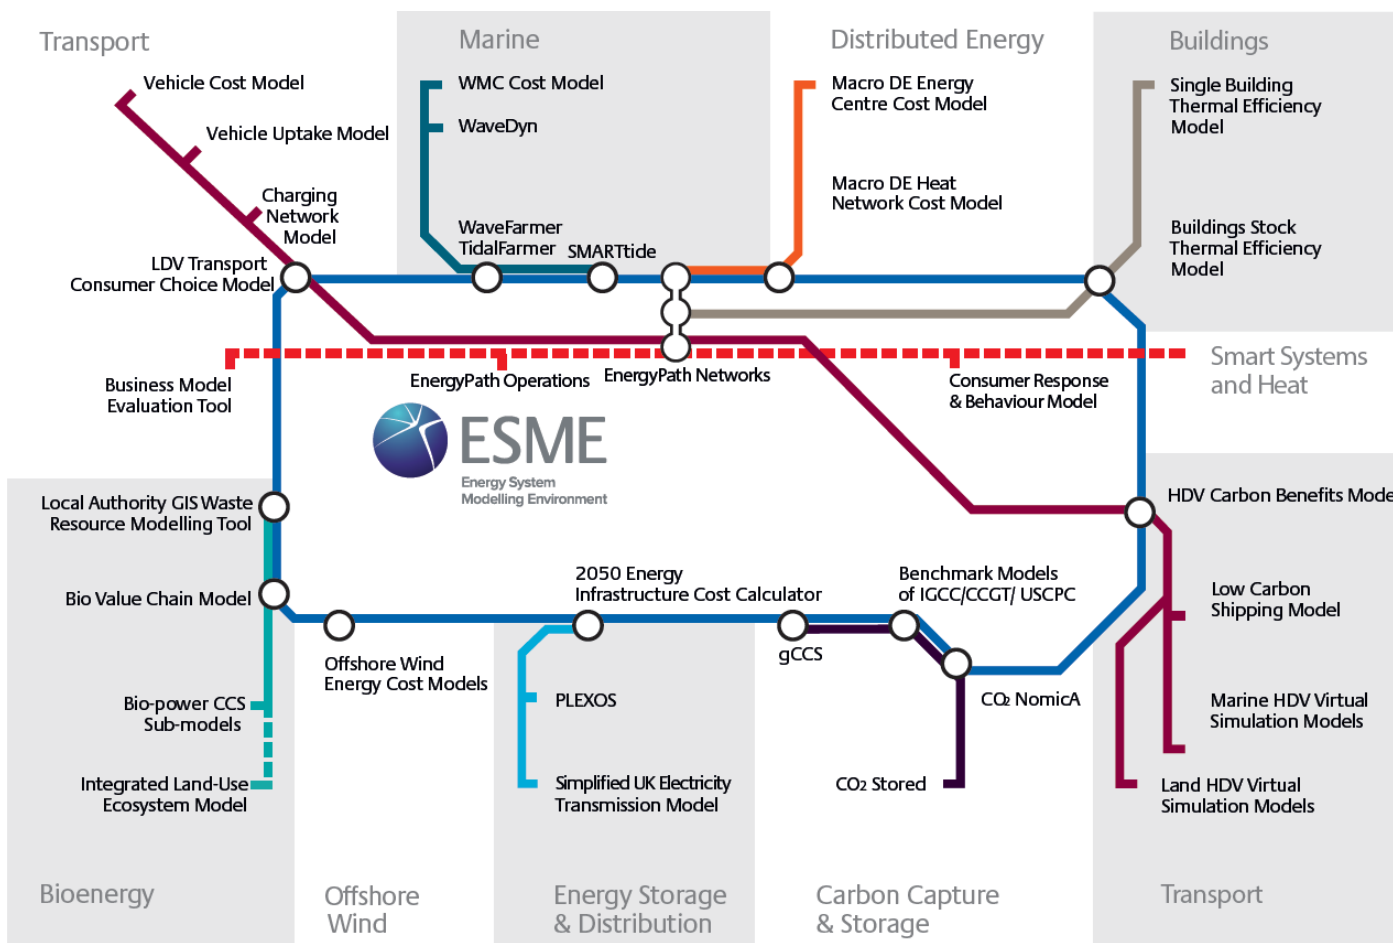 Transport
Marine
Distributed Energy
Buildings
Vehicle Cost Model
Vehicle Uptake Model
Charging
Network
Model
LDV Transport
Consumer Choice Model
WMC Cost Model
WaveDyn
WaveFarmer
TidalFarmer
SMARTtide
Macro DE Energy
Centre Cost Model
Macro DE Heat
Network Cost Model
Single Building
Thermal Efficiency
Model
Buildings Stock
Thermal Efficiency
Model
Business Model
Evaluation Tool
EnergyPath Operations
EnergyPath Networks
Consumer Response
& Behaviour Model
Smart Systems
and Heat
ESME
Energy System
Modelling Environment
Local Authority GIS Waste
Resource Modelling Tool
Bio Value Chain Model
Bio-power CCS
Sub-models
Integrated Land-Use
Ecosystem Model
Offshore Wind
Energy Cost Models
2050 Energy
Infrastructure Cost Calculator
PLEXOS
Simplified UK Electricity
Transmission Model
gCCS
Benchmark Models
of IGCC/CCGT/ USCPC
CO2 NomicA
CO2 Stored
HDV Carbon Benefits Mode
Low Carbon
Shipping Model
Marine HDV Virtual
Simulation Models
Land HDV Virtual
Simulation Models
Bioenergy
Offshore
Wind
Energy Storage
& Distribution
Carbon Capture
& Storage
Transport